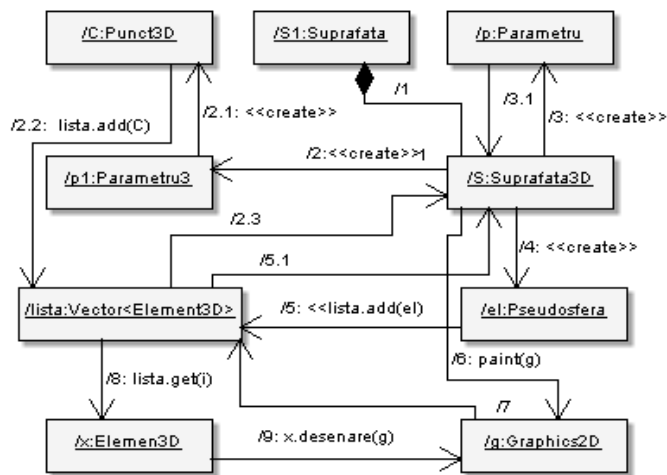 /C:Punct3D
/S1:Suprafata
/p:Parametru
/1
/3.1
/2.1: <<create>>
/3: <<create>>
/2.2: lista.add(C)
/2:<<create>>1
/p1:Parametru3
/S:Suprafata3D
/2.3
/4: <<create>>
/5.1
/lista:Vector<Element3D>
/5: <<lista.add(el)
/el:Pseudosfera
/6: paint(g)
/8: lista.get(i)
/7
/9: x.desenare(g)
/x:Elemen3D
/g:Graphics2D